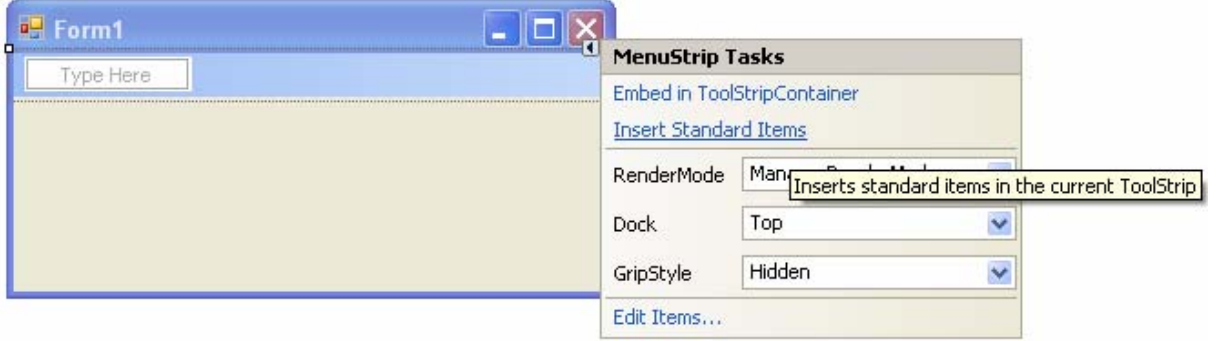 Form1
Type Here
MenuStrip Tasks
Embed in ToolStripContainer
Insert Standard Items
RenderMode
Inserts standard items in the current ToolStrip
Dock Top
GripStyle Hidden
Edit Items...